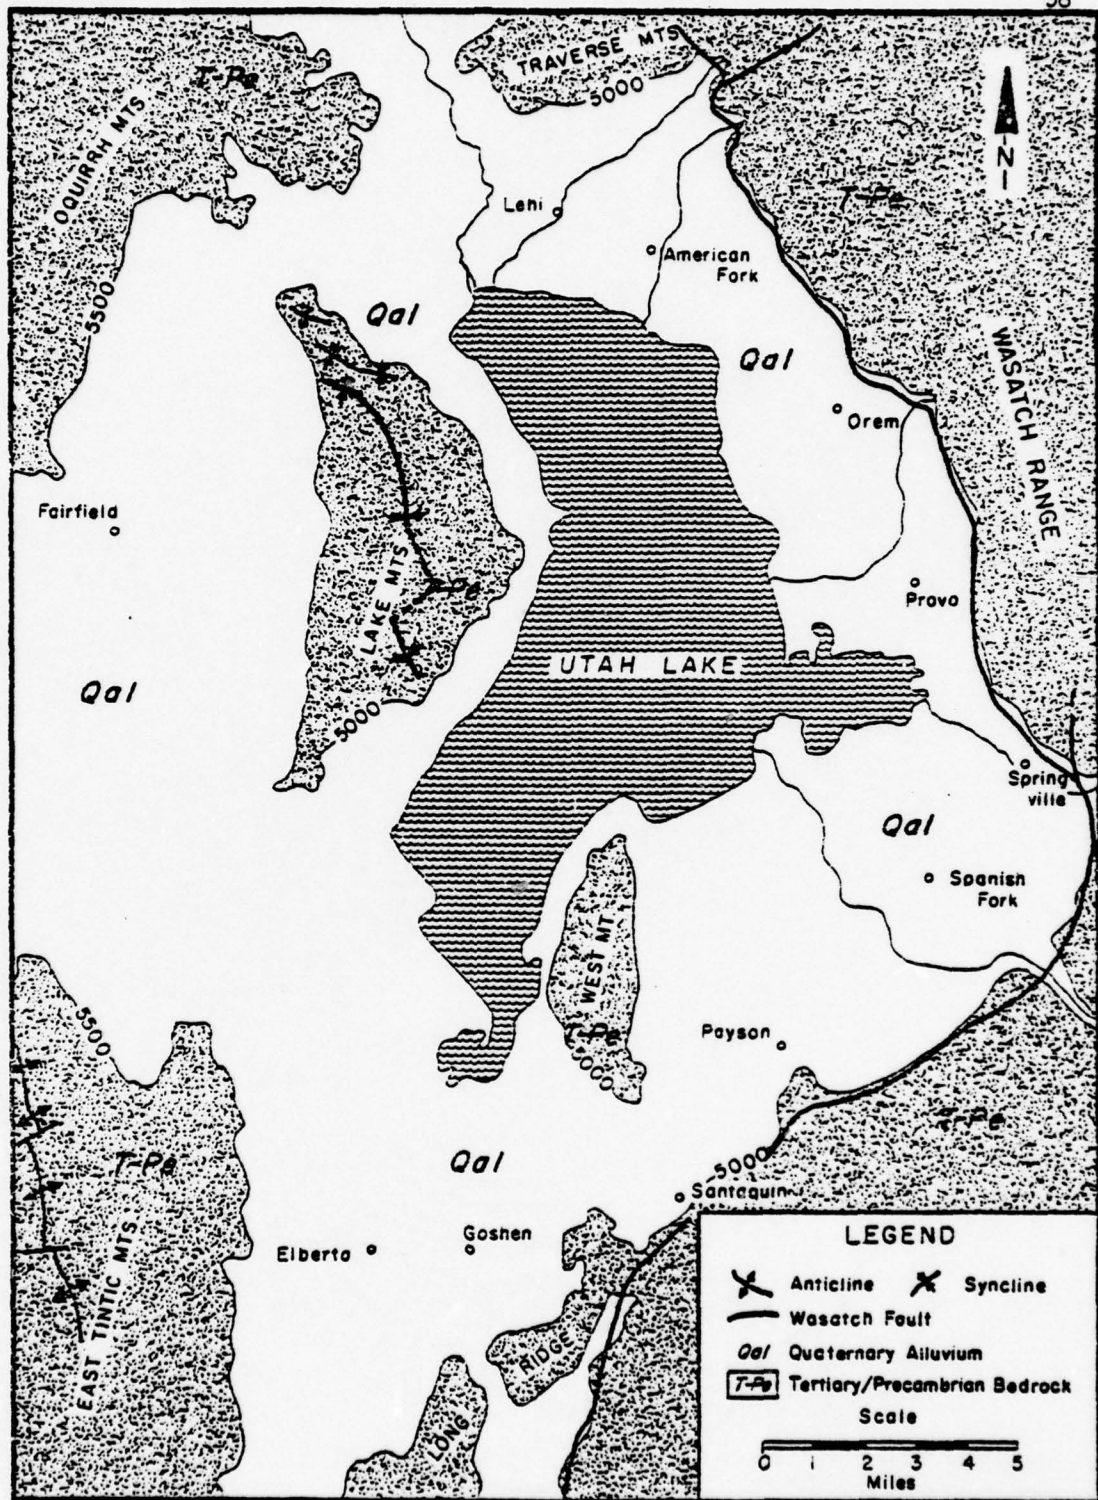 TRAVERSE MTS
5000
T-Pe
OQUIRRH MTS
N
T-Pe
Lehi
American
Fork
5500
Qal
Qal
WASATCH RANGE
Orem
Fairfield
LAKE MTS
Provo
UTAH LAKE
Qal
5000
Spring
ville
Qal
Spanish
Fork
WEST MT
5500
T-Pe
Payson
5000
T-Pe
T-Pe
Qal
5000
Santaquin
Goshen
Elberta
EAST TINTIC MTS
RIDGE
LONG
LEGEND
Anticline Syncline
Wasatch Fault
Qal Quaternary Alluvium
T-Pe Tertiary/Precambrian Bedrock
Scale
0 1 2 3 4 5
Miles